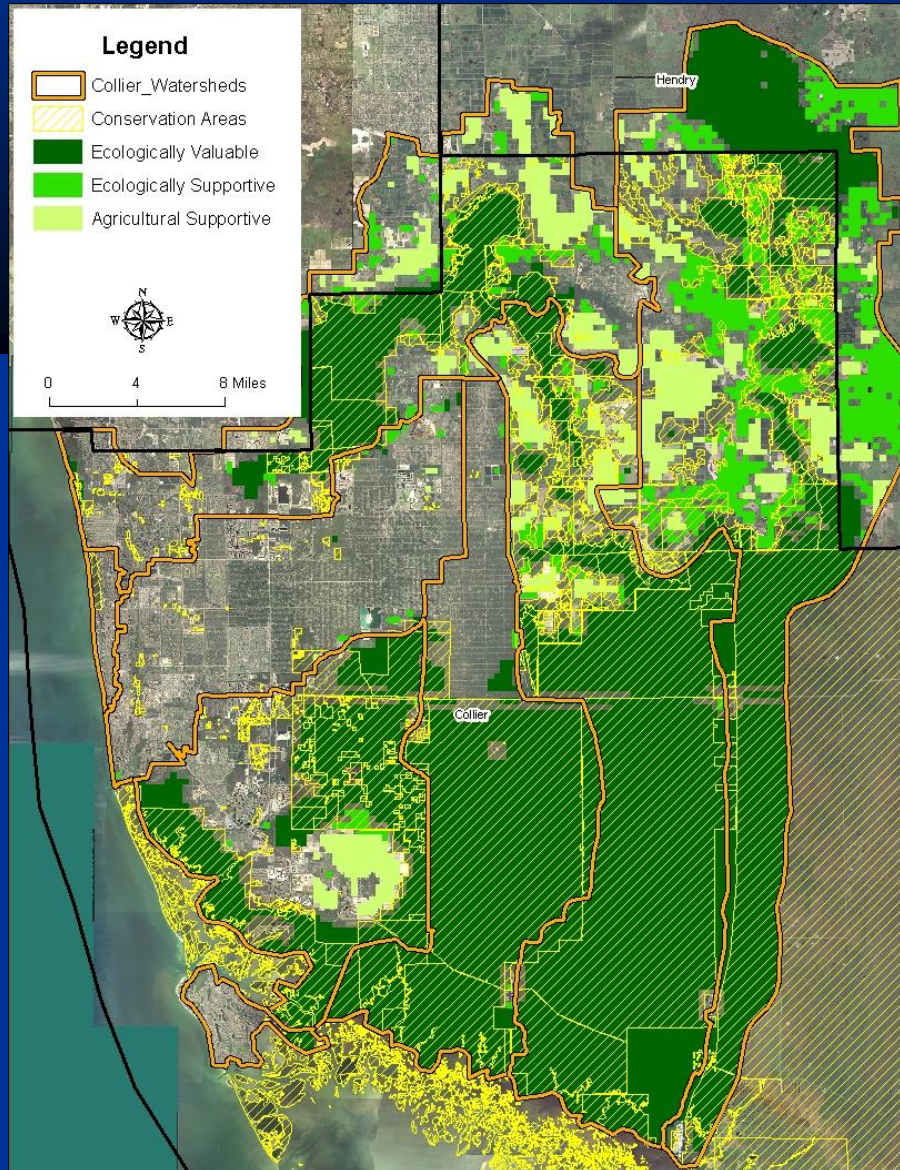 Legend
Collier_Watersheds
Conservation Areas
Ecologically Valuable
Ecologically Supportive
Agricultural Supportive
N
W E
S
0 4 8 Miles
Hendry
Collier